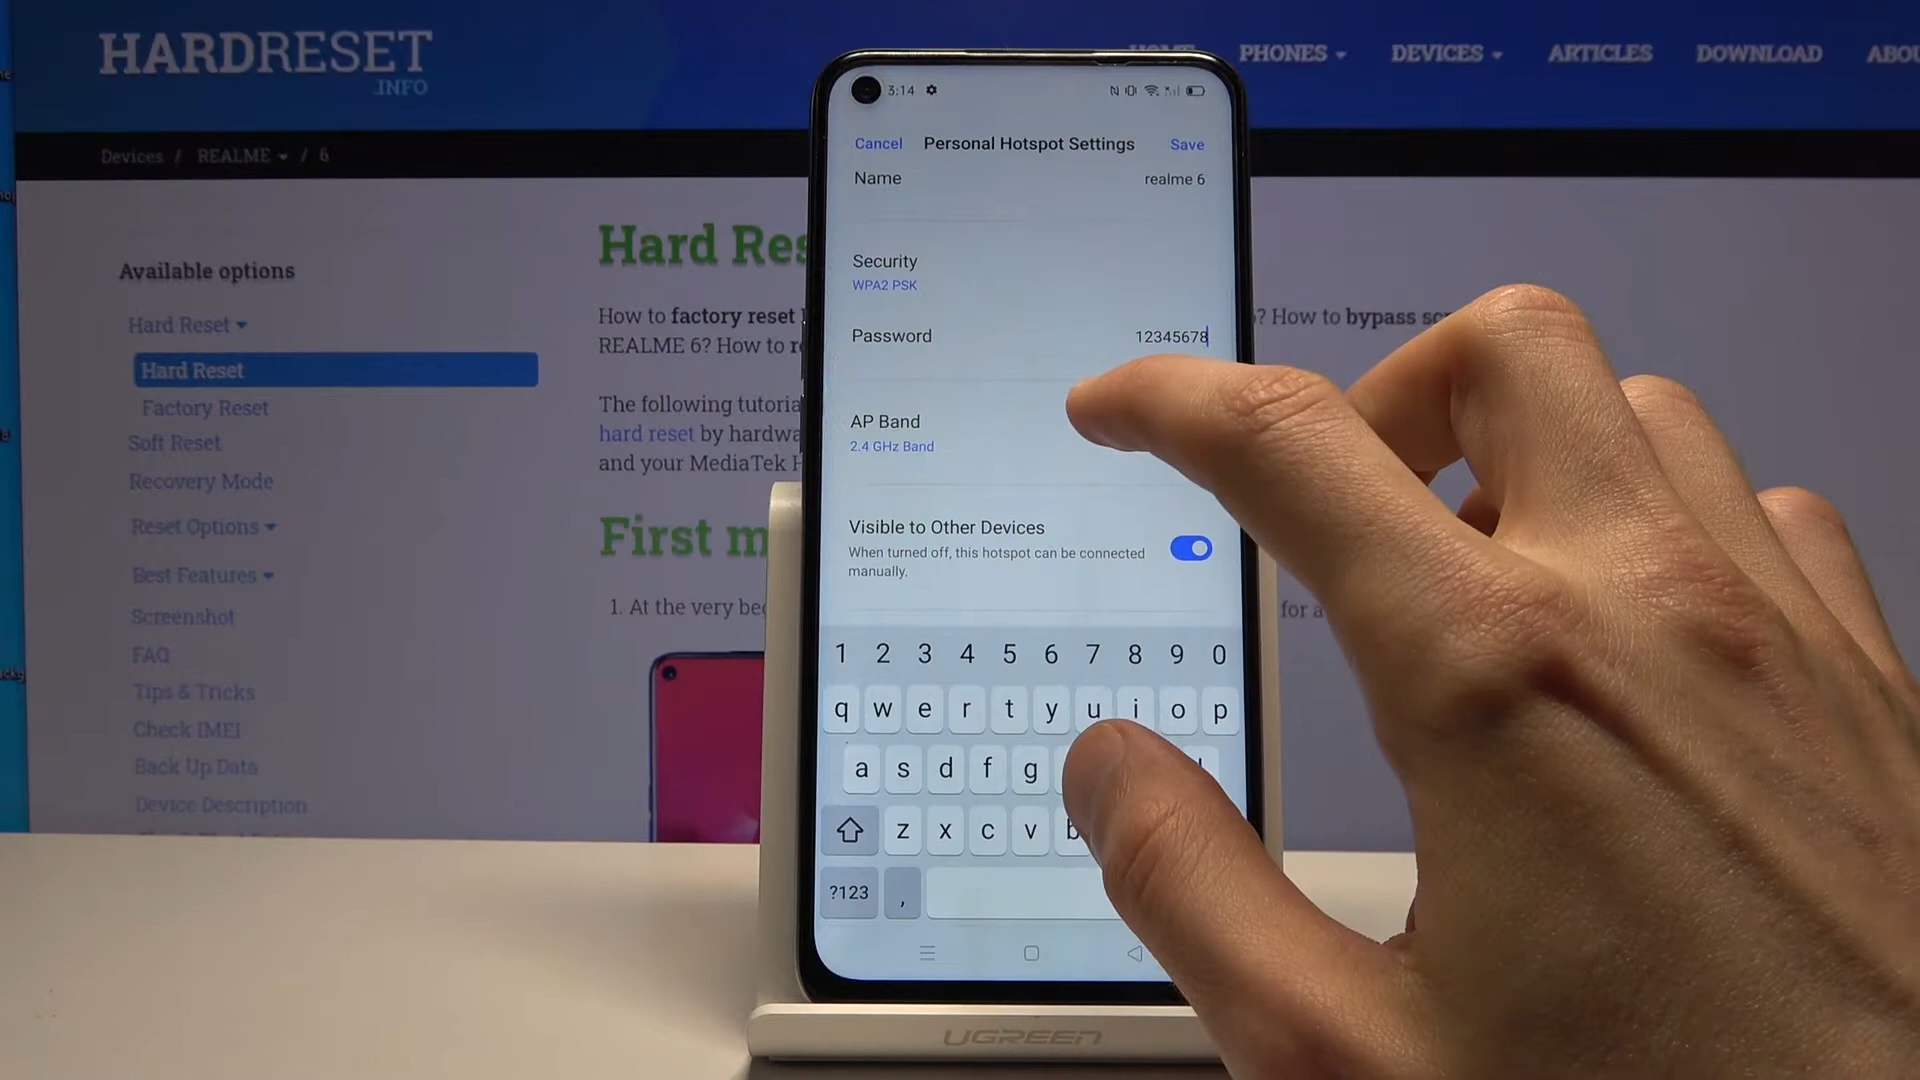 HARDRESET
.INFO
PHONES
DEVICES
ARTICLES
DOWNLOAD
Devices / REALME / 6
Available options
Hard Reset
Hard Reset
Factory Reset
Soft Reset
Recovery Mode
Reset Options
Best Features
Screenshot
FAQ
Tips & Tricks
Check IMEI
Back Up Data
Device Description
Hard Res
How to factory reset
? How to bypass
REALME 6? How to
The following tutoria
hard reset by hardwa
and your MediaTek H
First m
1. At the very be
for a
3:14
Cancel Personal Hotspot Settings Save
Name realme 6
Security
WPA2 PSK
Password 12345678
AP Band
2.4 GHz Band
Visible to Other Devices
When turned off, this hotspot can be connected
manually.
1 2 3 4 5 6 7 8 9 0
q w e r t y u i o p
a s d f g
z x c v b
?123 ,
UGREEN